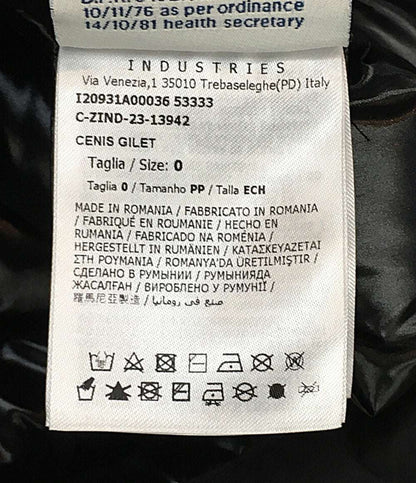 10/11/76 as per ordinance
14/10/81 health secretary
INDUSTRIES
Via Venezia,1 35010 Trebaseleghe(PD) Italy
I20931A00036 53333
C-ZIND-23-13942
CENIS GILET
Taglia / Size: 0
Taglia 0 / Tamanho PP / Talla ECH
MADE IN ROMANIA / FABBRICATO IN ROMANIA
/ FABRIQUÉ EN ROUMANIE / HECHO EN
RUMANIA / FABRICADO NA ROMÉNIA /
HERGESTELLT IN RUMÄNIEN / ΚΑΤΑΣΚΕΥΑΖΕΤΑΙ
ΣΤΗ ΡΟΥΜΑΝΙΑ / ROMANYA'DA ÜRETILMIŞTIR /
СДЕЛАНО В РУМЫНИИ / РУМЫНИЯДА
ЖАСАЛҒАН / ВИРОБЛЕНО У РУМУНІЇ /
羅馬尼亞製造 / صنع في رومانيا